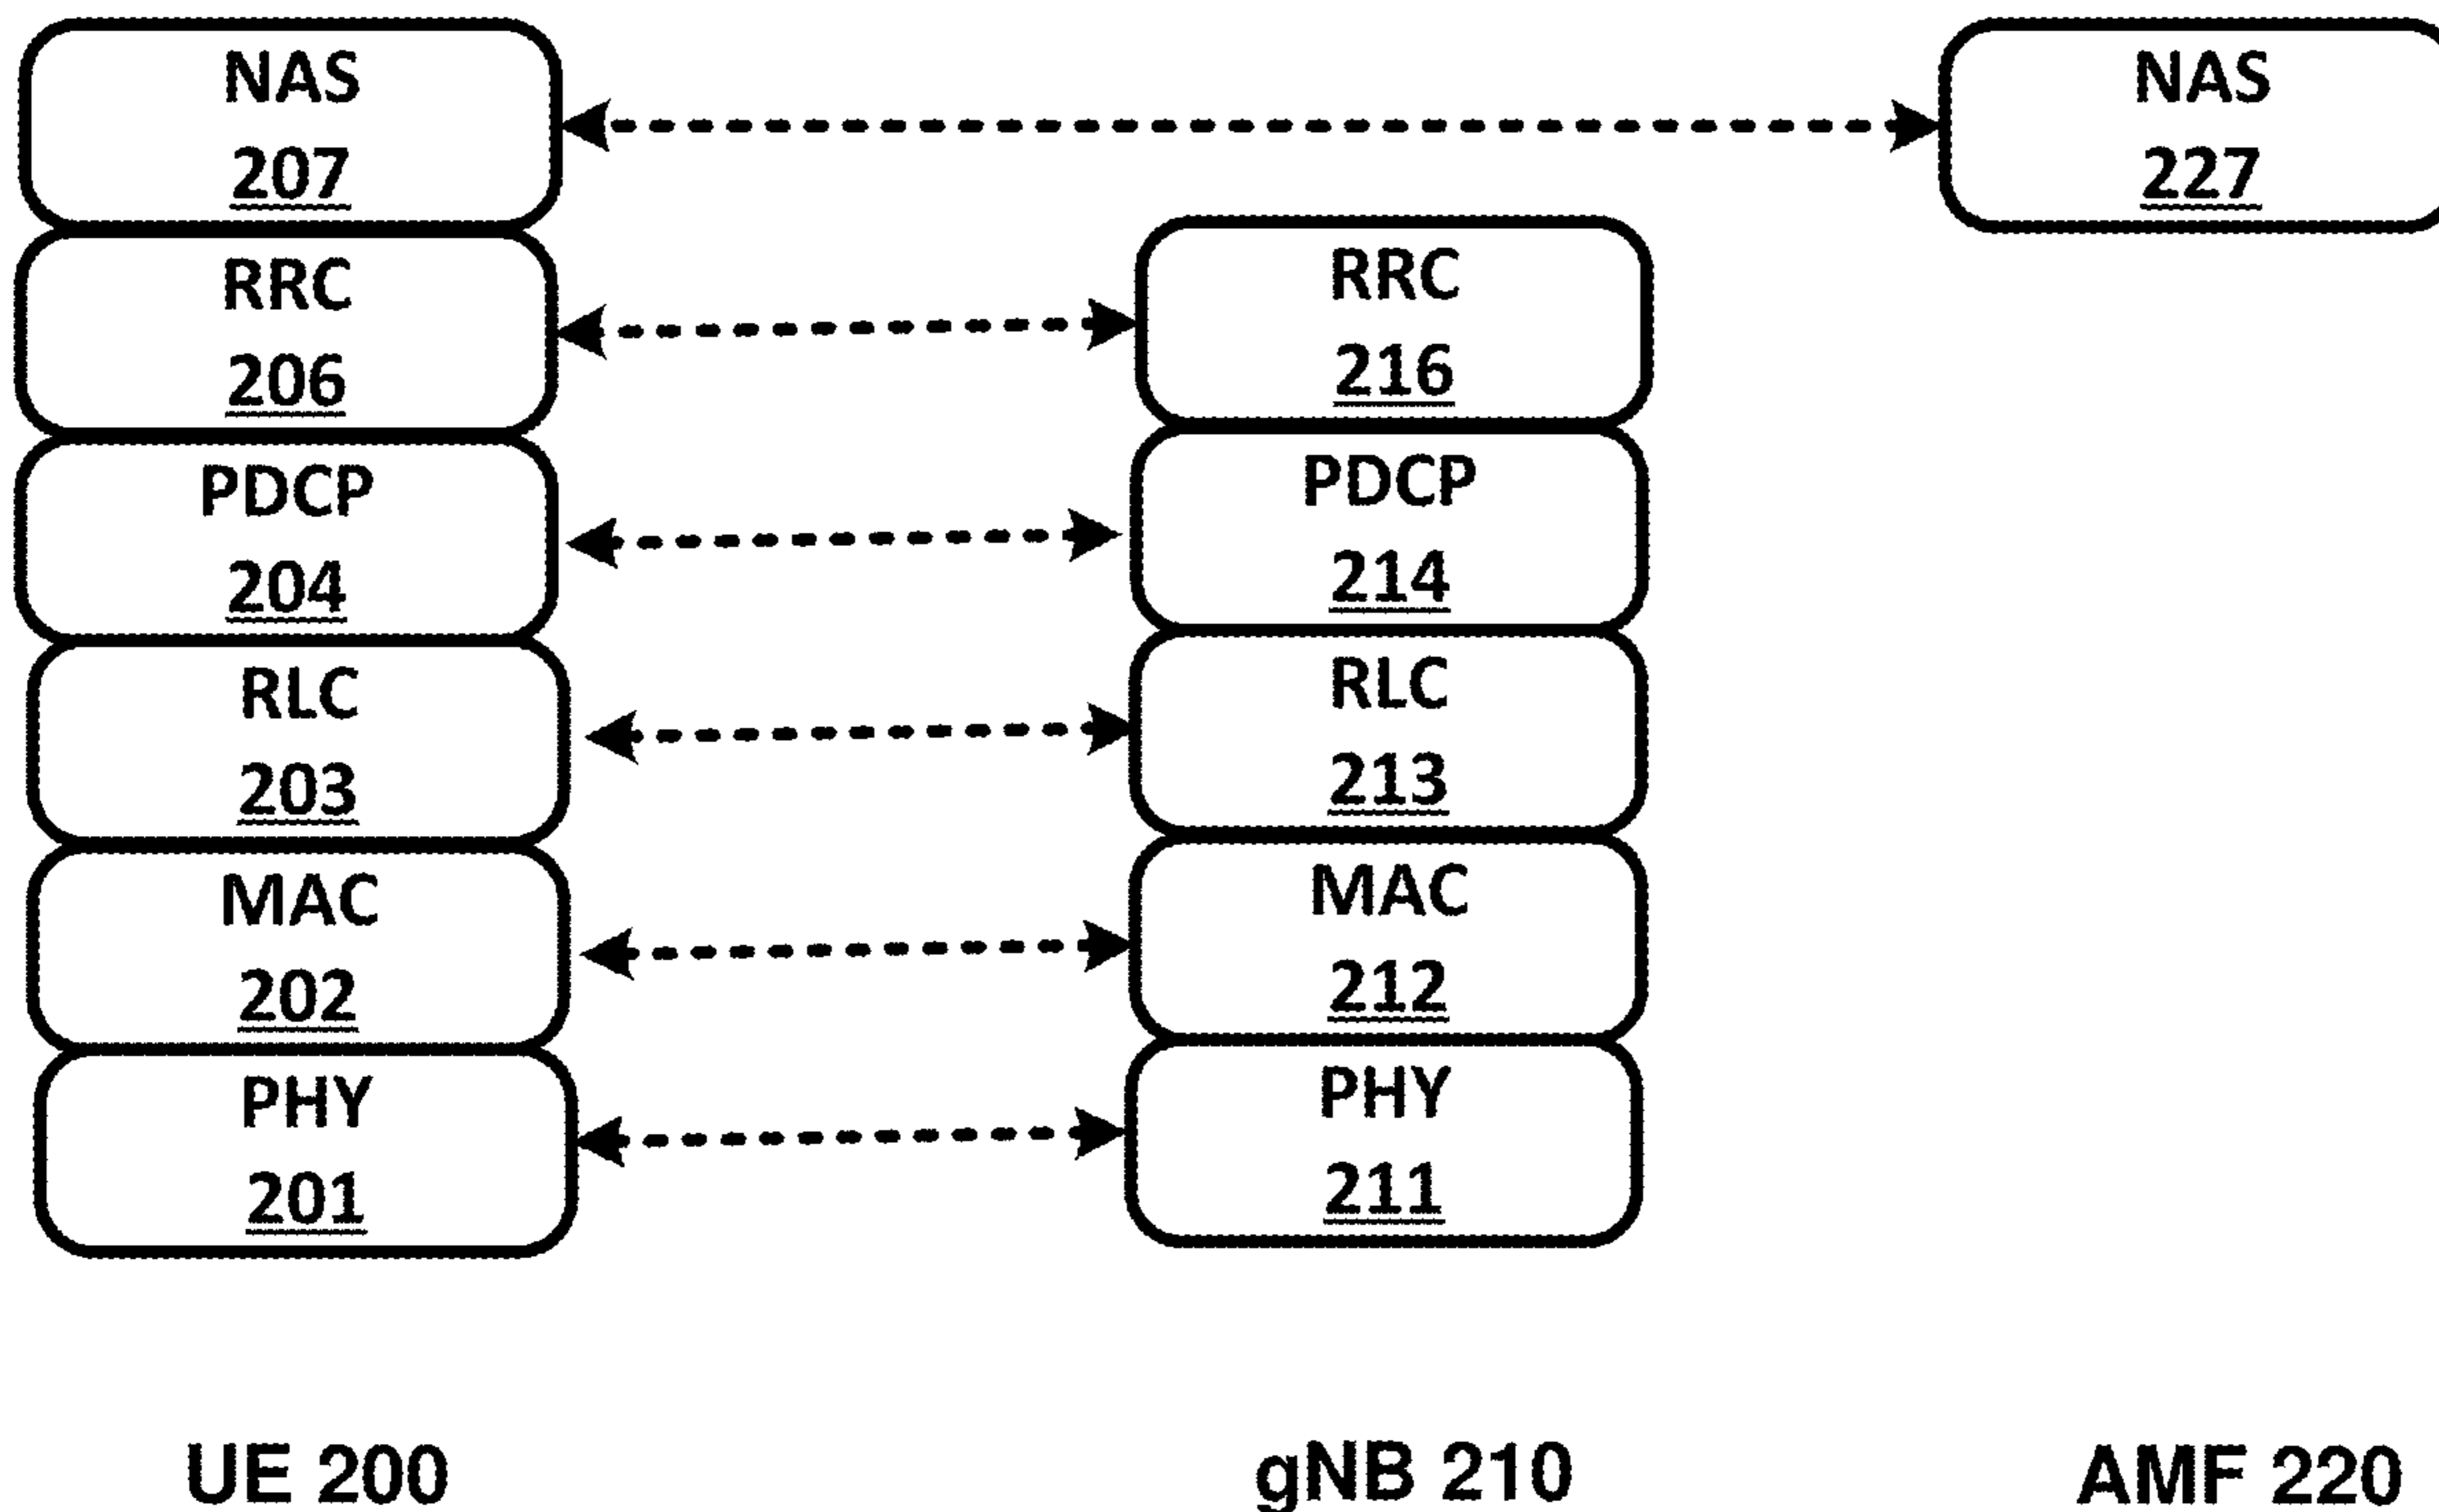 NAS
207
NAS
227
RRC
206
RRC
216
PDCP
204
PDCP
214
RLC
203
RLC
213
MAC
202
MAC
212
PHY
201
PHY
211
UE 200
gNB 210
AMF 220